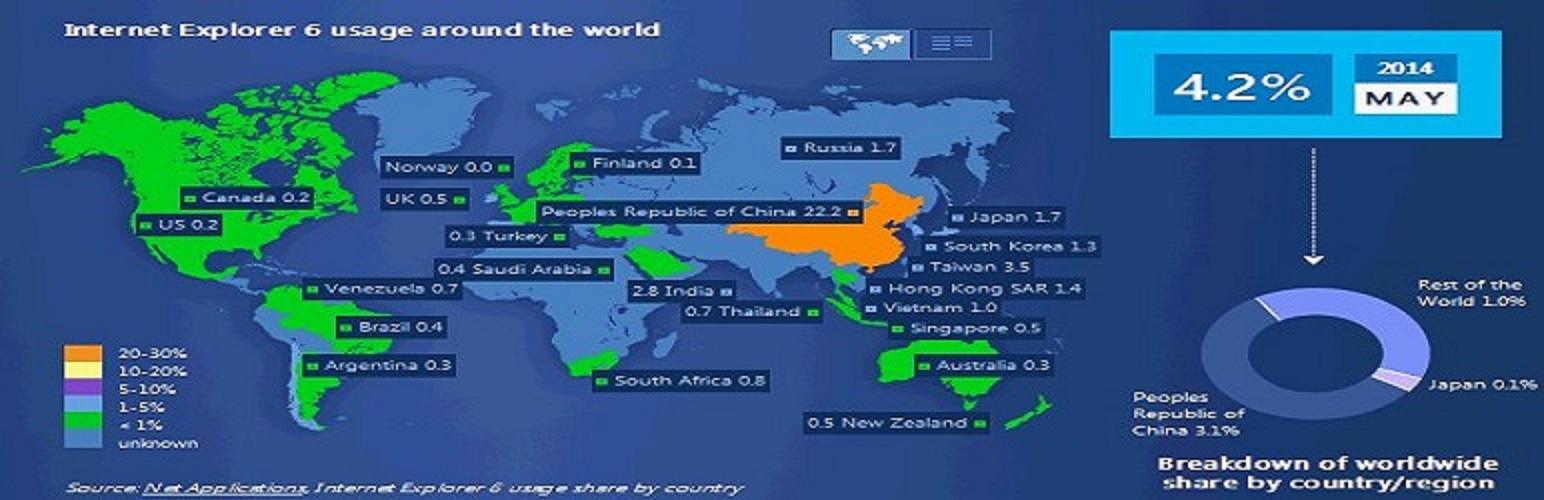 Internet Explorer 6 usage around the world
4.2%
2014
MAY
Norway 0.0
Finland 0.1
Russia 1.7
Canada 0.2
UK 0.5
Peoples Republic of China 22.2
Japan 1.7
US 0.2
0.3 Turkey
South Korea 1.3
0.4 Saudi Arabia
Taiwan 3.5
Venezuela 0.7
2.8 India
Hong Kong SAR 1.4
0.7 Thailand
Vietnam 1.0
Brazil 0.4
Singapore 0.5
Argentina 0.3
Australia 0.3
South Africa 0.8
0.5 New Zealand
20-30%
10-20%
5-10%
1-5%
< 1%
unknown
Rest of the
World 1.0%
Japan 0.1%
Peoples
Republic of
China 3.1%
Breakdown of worldwide
share by country/region
Source: Net Applications, Internet Explorer 6 usage share by country